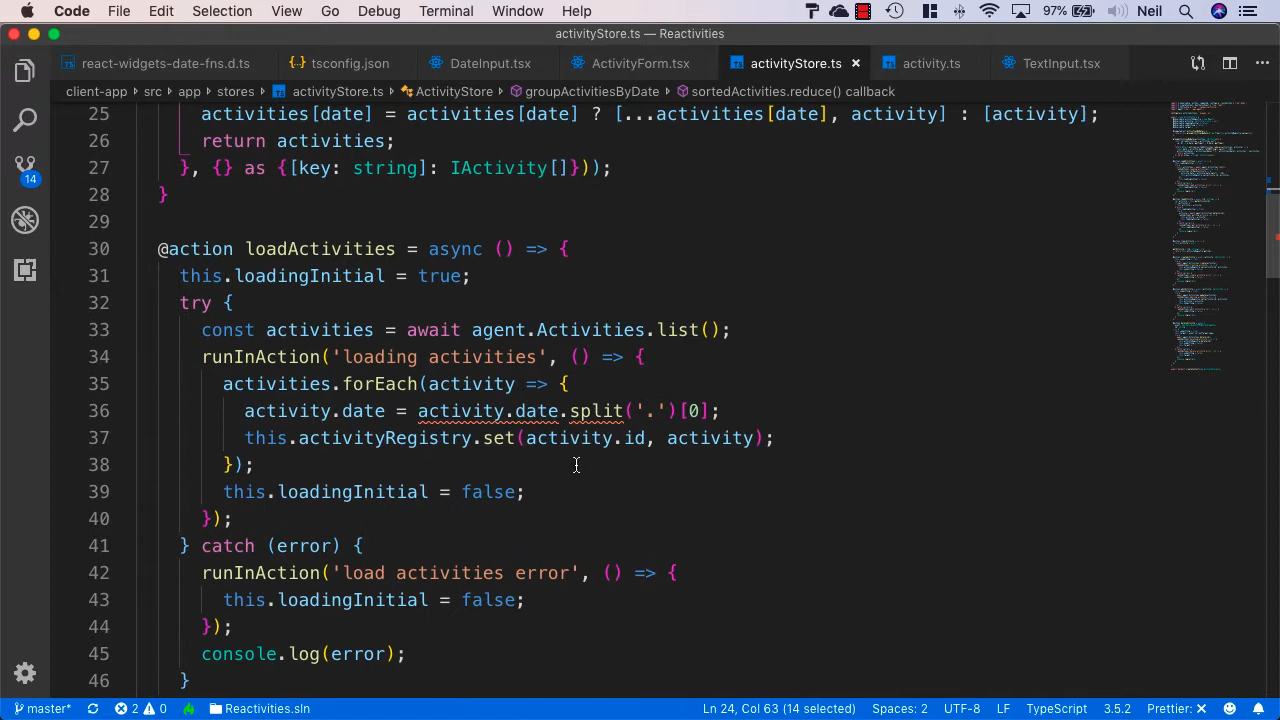 Code File Edit Selection View Go Debug Terminal Window Help 97% Neil
activityStore.ts — Reactivities
react-widgets-date-fns.d.ts tsconfig.json DateInput.tsx ActivityForm.tsx activityStore.ts activity.ts TextInput.tsx
client-app › src › app › stores › activityStore.ts › ActivityStore › groupActivitiesByDate › sortedActivities.reduce() callback
25 activities[date] = activities[date] ? [...activities[date], activity] : [activity];
26 return activities;
27 }, {} as {[key: string]: IActivity[]}));
28 }
29
30 @action loadActivities = async () => {
31 this.loadingInitial = true;
32 try {
33 const activities = await agent.Activities.list();
34 runInAction('loading activities', () => {
35 activities.forEach(activity => {
36 activity.date = activity.date.split('.')[0];
37 this.activityRegistry.set(activity.id, activity);
38 });
39 this.loadingInitial = false;
40 });
41 } catch (error) {
42 runInAction('load activities error', () => {
43 this.loadingInitial = false;
44 });
45 console.log(error);
46 }
14
master* 2 0 Reactivities.sln Ln 24, Col 63 (14 selected) Spaces: 2 UTF-8 LF TypeScript 3.5.2 Prettier: ×